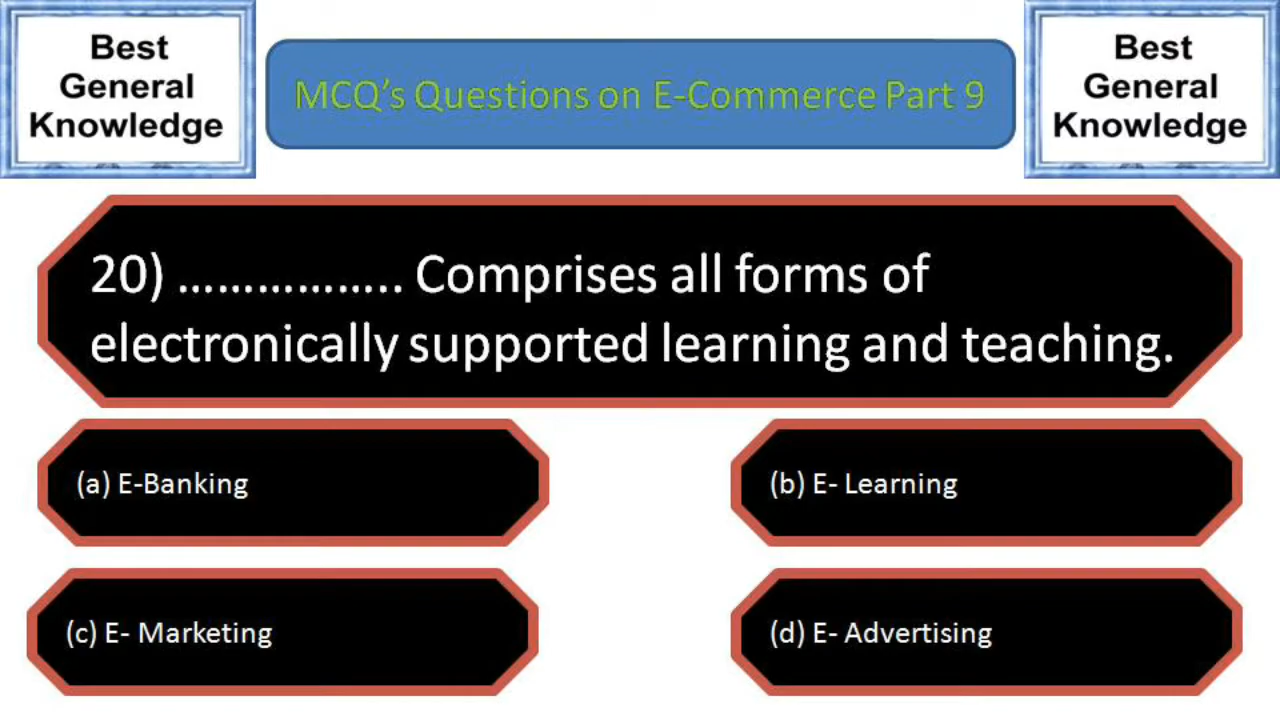 Best
General
Knowledge
MCQ's Questions on E-Commerce Part 9
Best
General
Knowledge
20) …………….. Comprises all forms of
electronically supported learning and teaching.
(a) E-Banking
(b) E- Learning
(c) E- Marketing
(d) E- Advertising